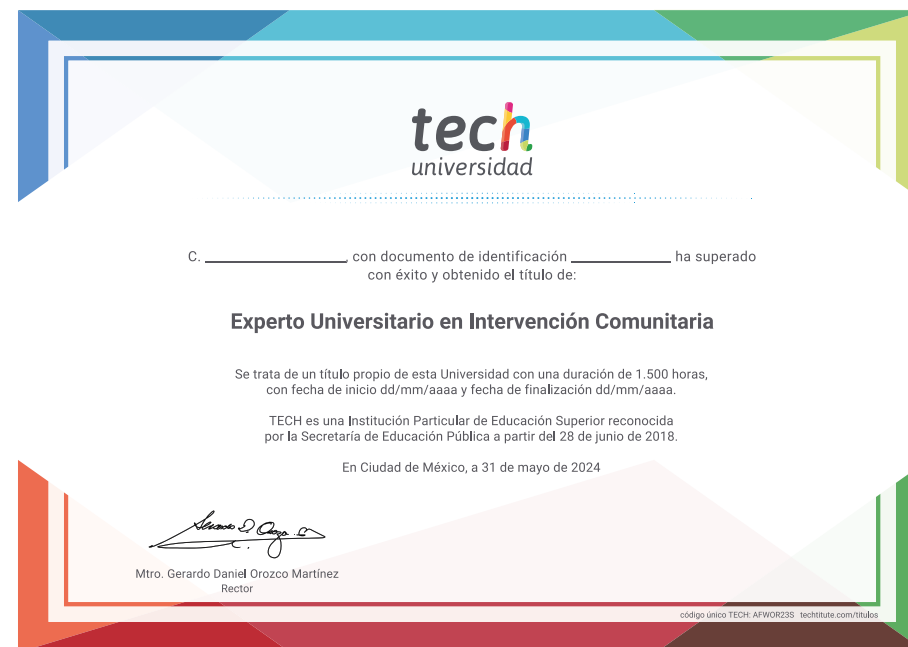 tech
universidad
C. ____________, con documento de identificación ____________ ha superado
con éxito y obtenido el título de:
Experto Universitario en Intervención Comunitaria
Se trata de un título propio de esta Universidad con una duración de 1.500 horas,
con fecha de inicio dd/mm/aaaa y fecha de finalización dd/mm/aaaa.
TECH es una Institución Particular de Educación Superior reconocida
por la Secretaría de Educación Pública a partir del 28 de junio de 2018.
En Ciudad de México, a 31 de mayo de 2024
Mtro. Gerardo Daniel Orozco Martínez
Rector
código único TECH: AFWOR23S techtitute.com/titulos